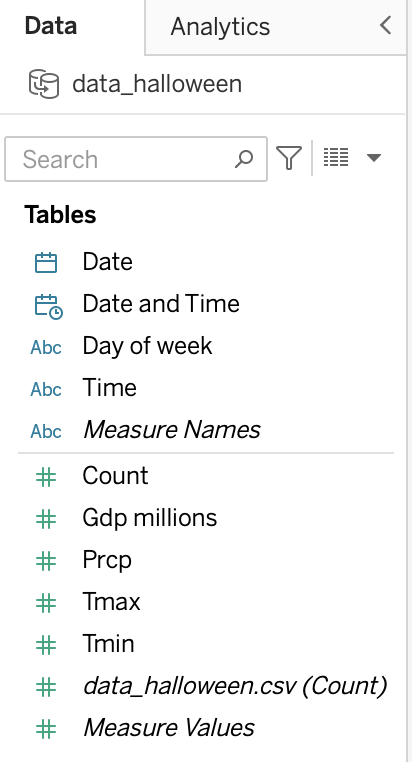 Data
Analytics
data_halloween
Search
Tables
Date
Date and Time
Abc Day of week
Abc Time
Abc Measure Names
Count
Gdp millions
Prcp
Tmax
Tmin
data_halloween.csv (Count)
Measure Values